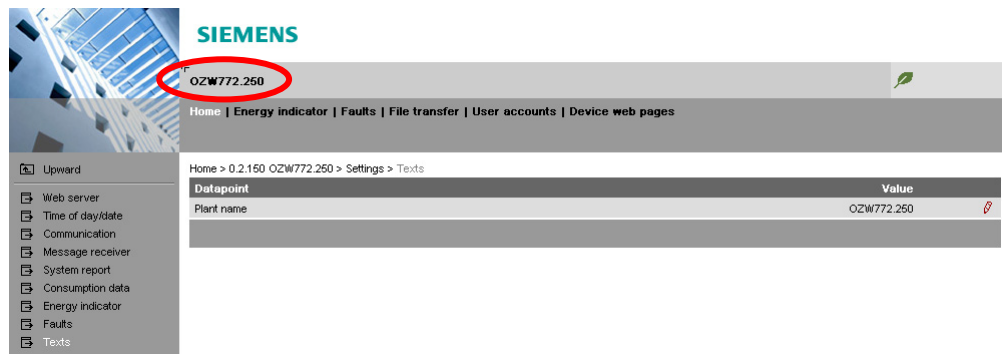 SIEMENS
OZW772.250
Home | Energy indicator | Faults | File transfer | User accounts | Device web pages
Upward
Home > 0.2.150 OZW772.250 > Settings > Texts
Web server
Datapoint Value
Time of day/date
Plant name OZW772.250
Communication
Message receiver
System report
Consumption data
Energy indicator
Faults
Texts